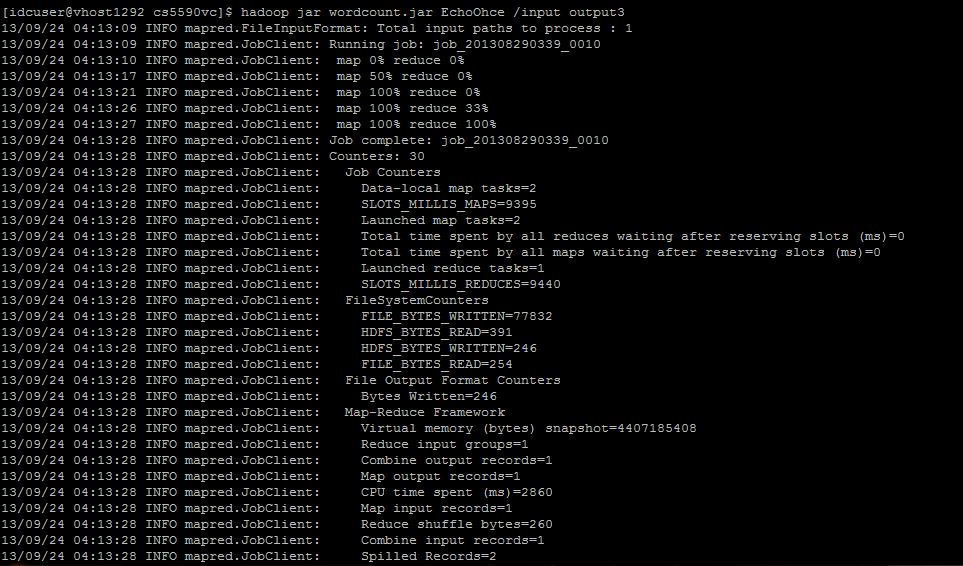 [idcuser@vhost1292 cs5590vc]$ hadoop jar wordcount.jar EchoOhce /input output3
13/09/24 04:13:09 INFO mapred.FileInputFormat: Total input paths to process : 1
13/09/24 04:13:09 INFO mapred.JobClient: Running job: job_201308290339_0010
13/09/24 04:13:10 INFO mapred.JobClient:  map 0% reduce 0%
13/09/24 04:13:17 INFO mapred.JobClient:  map 50% reduce 0%
13/09/24 04:13:21 INFO mapred.JobClient:  map 100% reduce 0%
13/09/24 04:13:26 INFO mapred.JobClient:  map 100% reduce 33%
13/09/24 04:13:27 INFO mapred.JobClient:  map 100% reduce 100%
13/09/24 04:13:28 INFO mapred.JobClient: Job complete: job_201308290339_0010
13/09/24 04:13:28 INFO mapred.JobClient: Counters: 30
13/09/24 04:13:28 INFO mapred.JobClient:   Job Counters
13/09/24 04:13:28 INFO mapred.JobClient:     Data-local map tasks=2
13/09/24 04:13:28 INFO mapred.JobClient:     SLOTS_MILLIS_MAPS=9395
13/09/24 04:13:28 INFO mapred.JobClient:     Launched map tasks=2
13/09/24 04:13:28 INFO mapred.JobClient:     Total time spent by all reduces waiting after reserving slots (ms)=0
13/09/24 04:13:28 INFO mapred.JobClient:     Total time spent by all maps waiting after reserving slots (ms)=0
13/09/24 04:13:28 INFO mapred.JobClient:     Launched reduce tasks=1
13/09/24 04:13:28 INFO mapred.JobClient:     SLOTS_MILLIS_REDUCES=9440
13/09/24 04:13:28 INFO mapred.JobClient:   FileSystemCounters
13/09/24 04:13:28 INFO mapred.JobClient:     FILE_BYTES_WRITTEN=77832
13/09/24 04:13:28 INFO mapred.JobClient:     HDFS_BYTES_READ=391
13/09/24 04:13:28 INFO mapred.JobClient:     HDFS_BYTES_WRITTEN=246
13/09/24 04:13:28 INFO mapred.JobClient:     FILE_BYTES_READ=254
13/09/24 04:13:28 INFO mapred.JobClient:   File Output Format Counters
13/09/24 04:13:28 INFO mapred.JobClient:     Bytes Written=246
13/09/24 04:13:28 INFO mapred.JobClient:   Map-Reduce Framework
13/09/24 04:13:28 INFO mapred.JobClient:     Virtual memory (bytes) snapshot=4407185408
13/09/24 04:13:28 INFO mapred.JobClient:     Reduce input groups=1
13/09/24 04:13:28 INFO mapred.JobClient:     Combine output records=1
13/09/24 04:13:28 INFO mapred.JobClient:     Map output records=1
13/09/24 04:13:28 INFO mapred.JobClient:     CPU time spent (ms)=2860
13/09/24 04:13:28 INFO mapred.JobClient:     Map input records=1
13/09/24 04:13:28 INFO mapred.JobClient:     Reduce shuffle bytes=260
13/09/24 04:13:28 INFO mapred.JobClient:     Combine input records=1
13/09/24 04:13:28 INFO mapred.JobClient:     Spilled Records=2